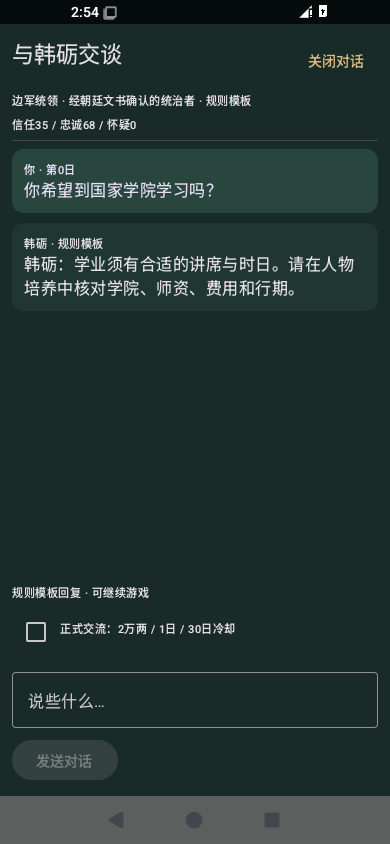 2:54
与韩砺交谈
关闭对话
边军统领 · 经朝廷文书确认的统治者 · 规则模板
信任35 / 忠诚68 / 怀疑0
你 · 第0日
你希望到国家学院学习吗？
韩砺 · 规则模板
韩砺：学业须有合适的讲席与时日。请在人物
培养中核对学院、师资、费用和行期。
规则模板回复 · 可继续游戏
正式交流：2万两 / 1日 / 30日冷却
说些什么…
发送对话